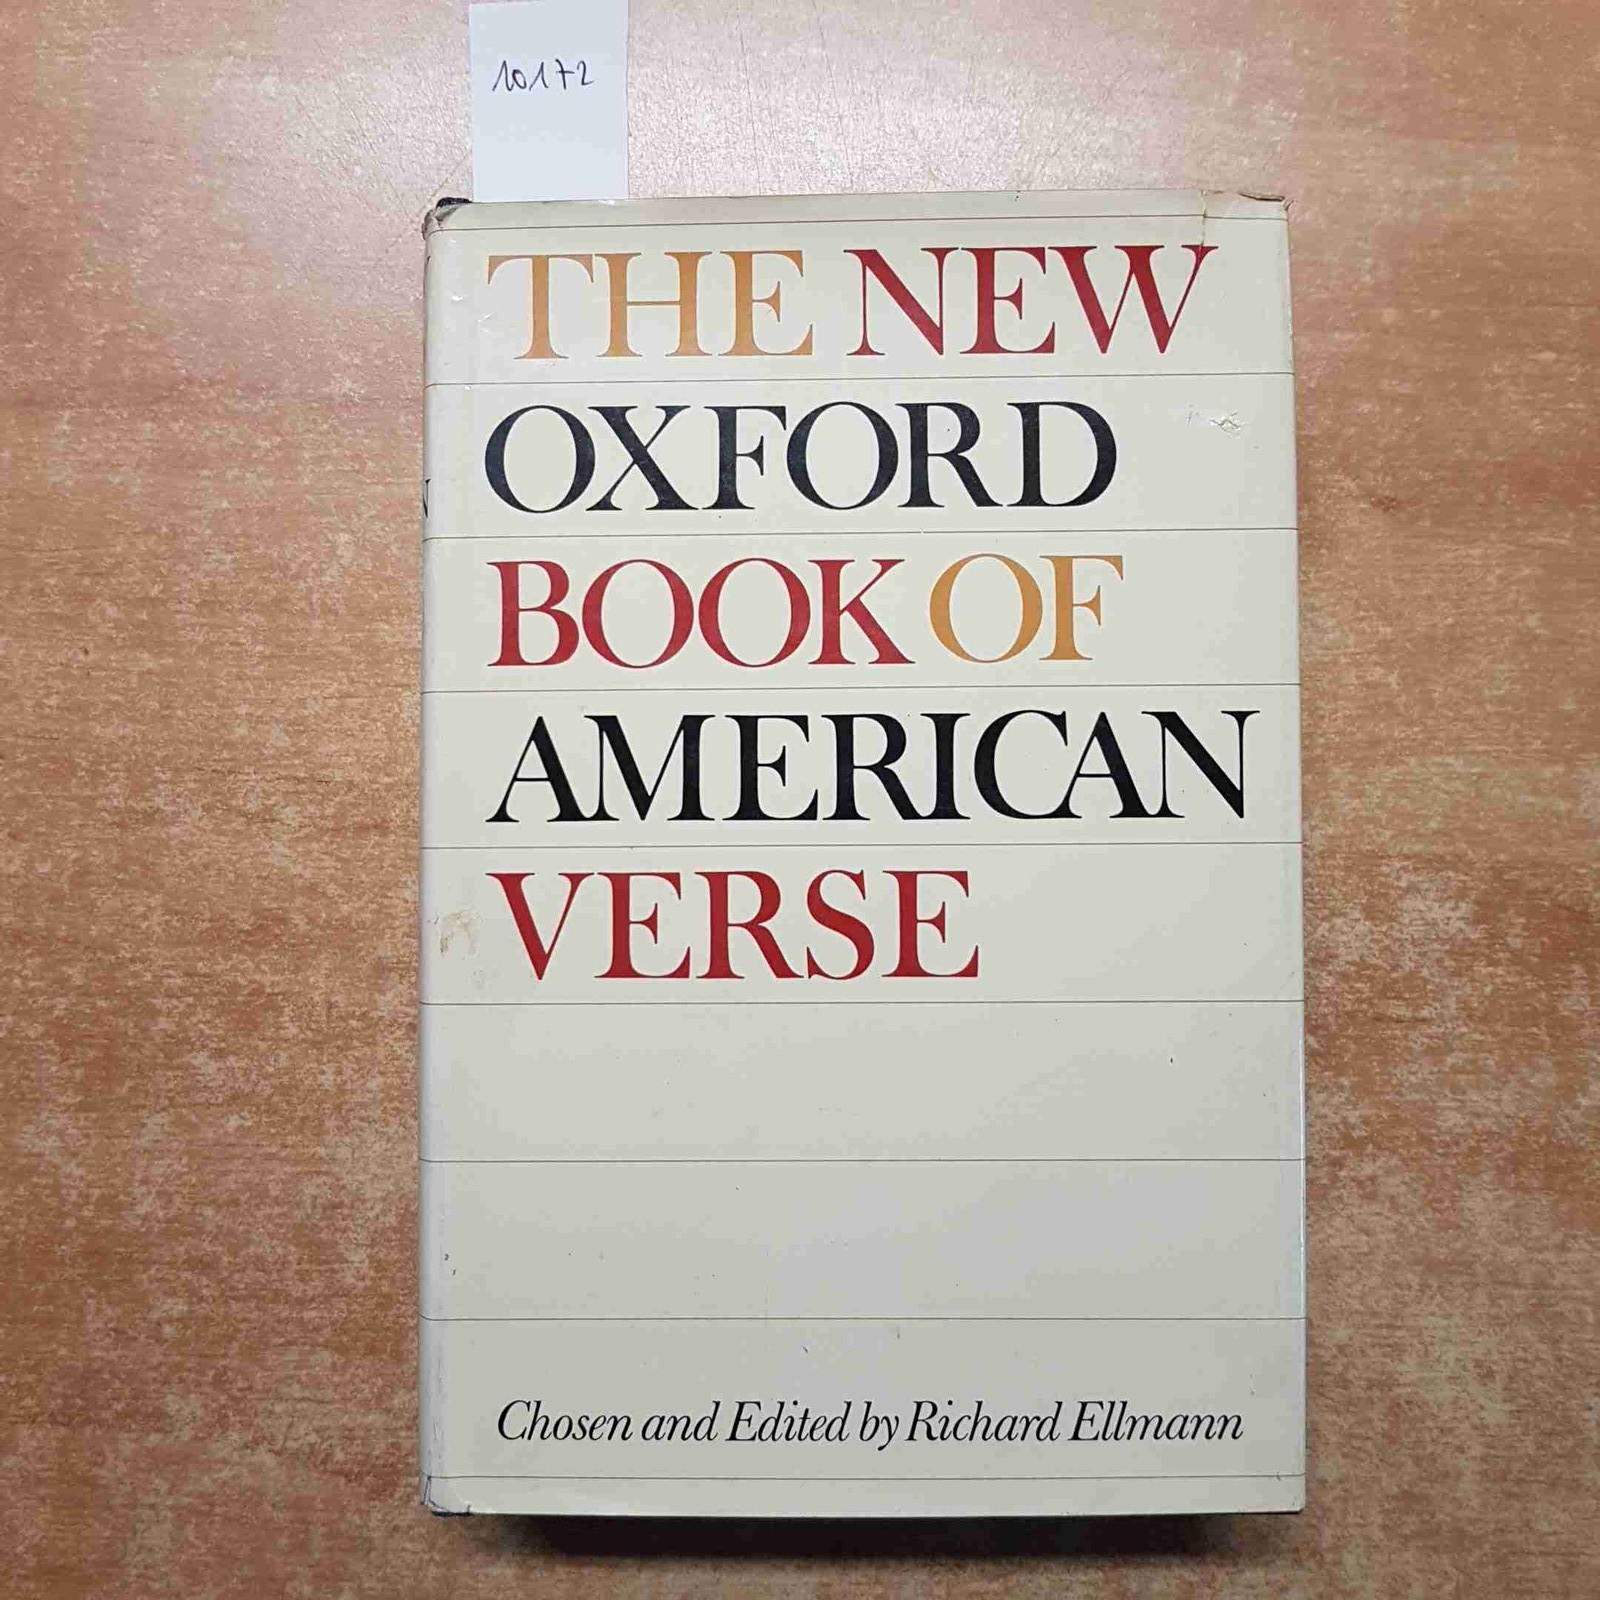 10172
THE NEW
OXFORD
BOOK OF
AMERICAN
VERSE
Chosen and Edited by Richard Ellmann